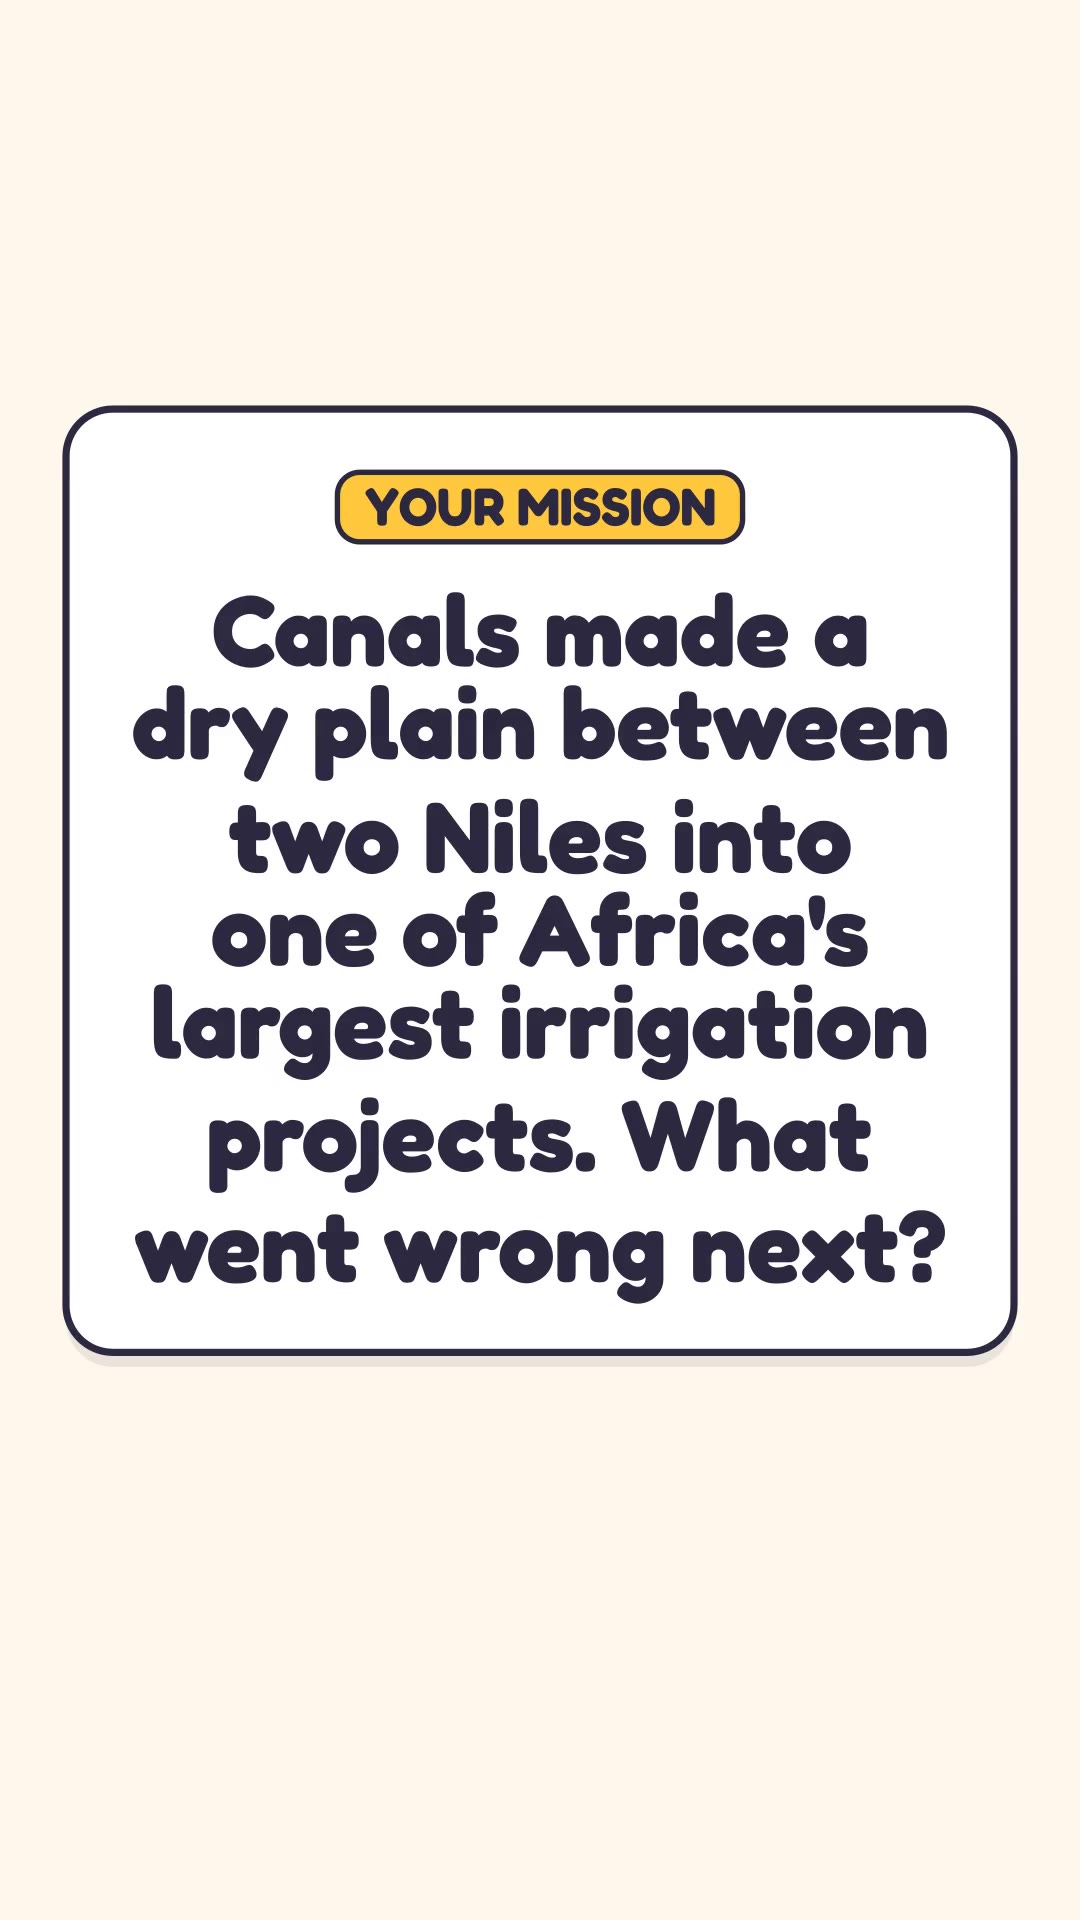 YOUR MISSION
Canals made a
dry plain between
two Niles into
one of Africa's
largest irrigation
projects. What
went wrong next?